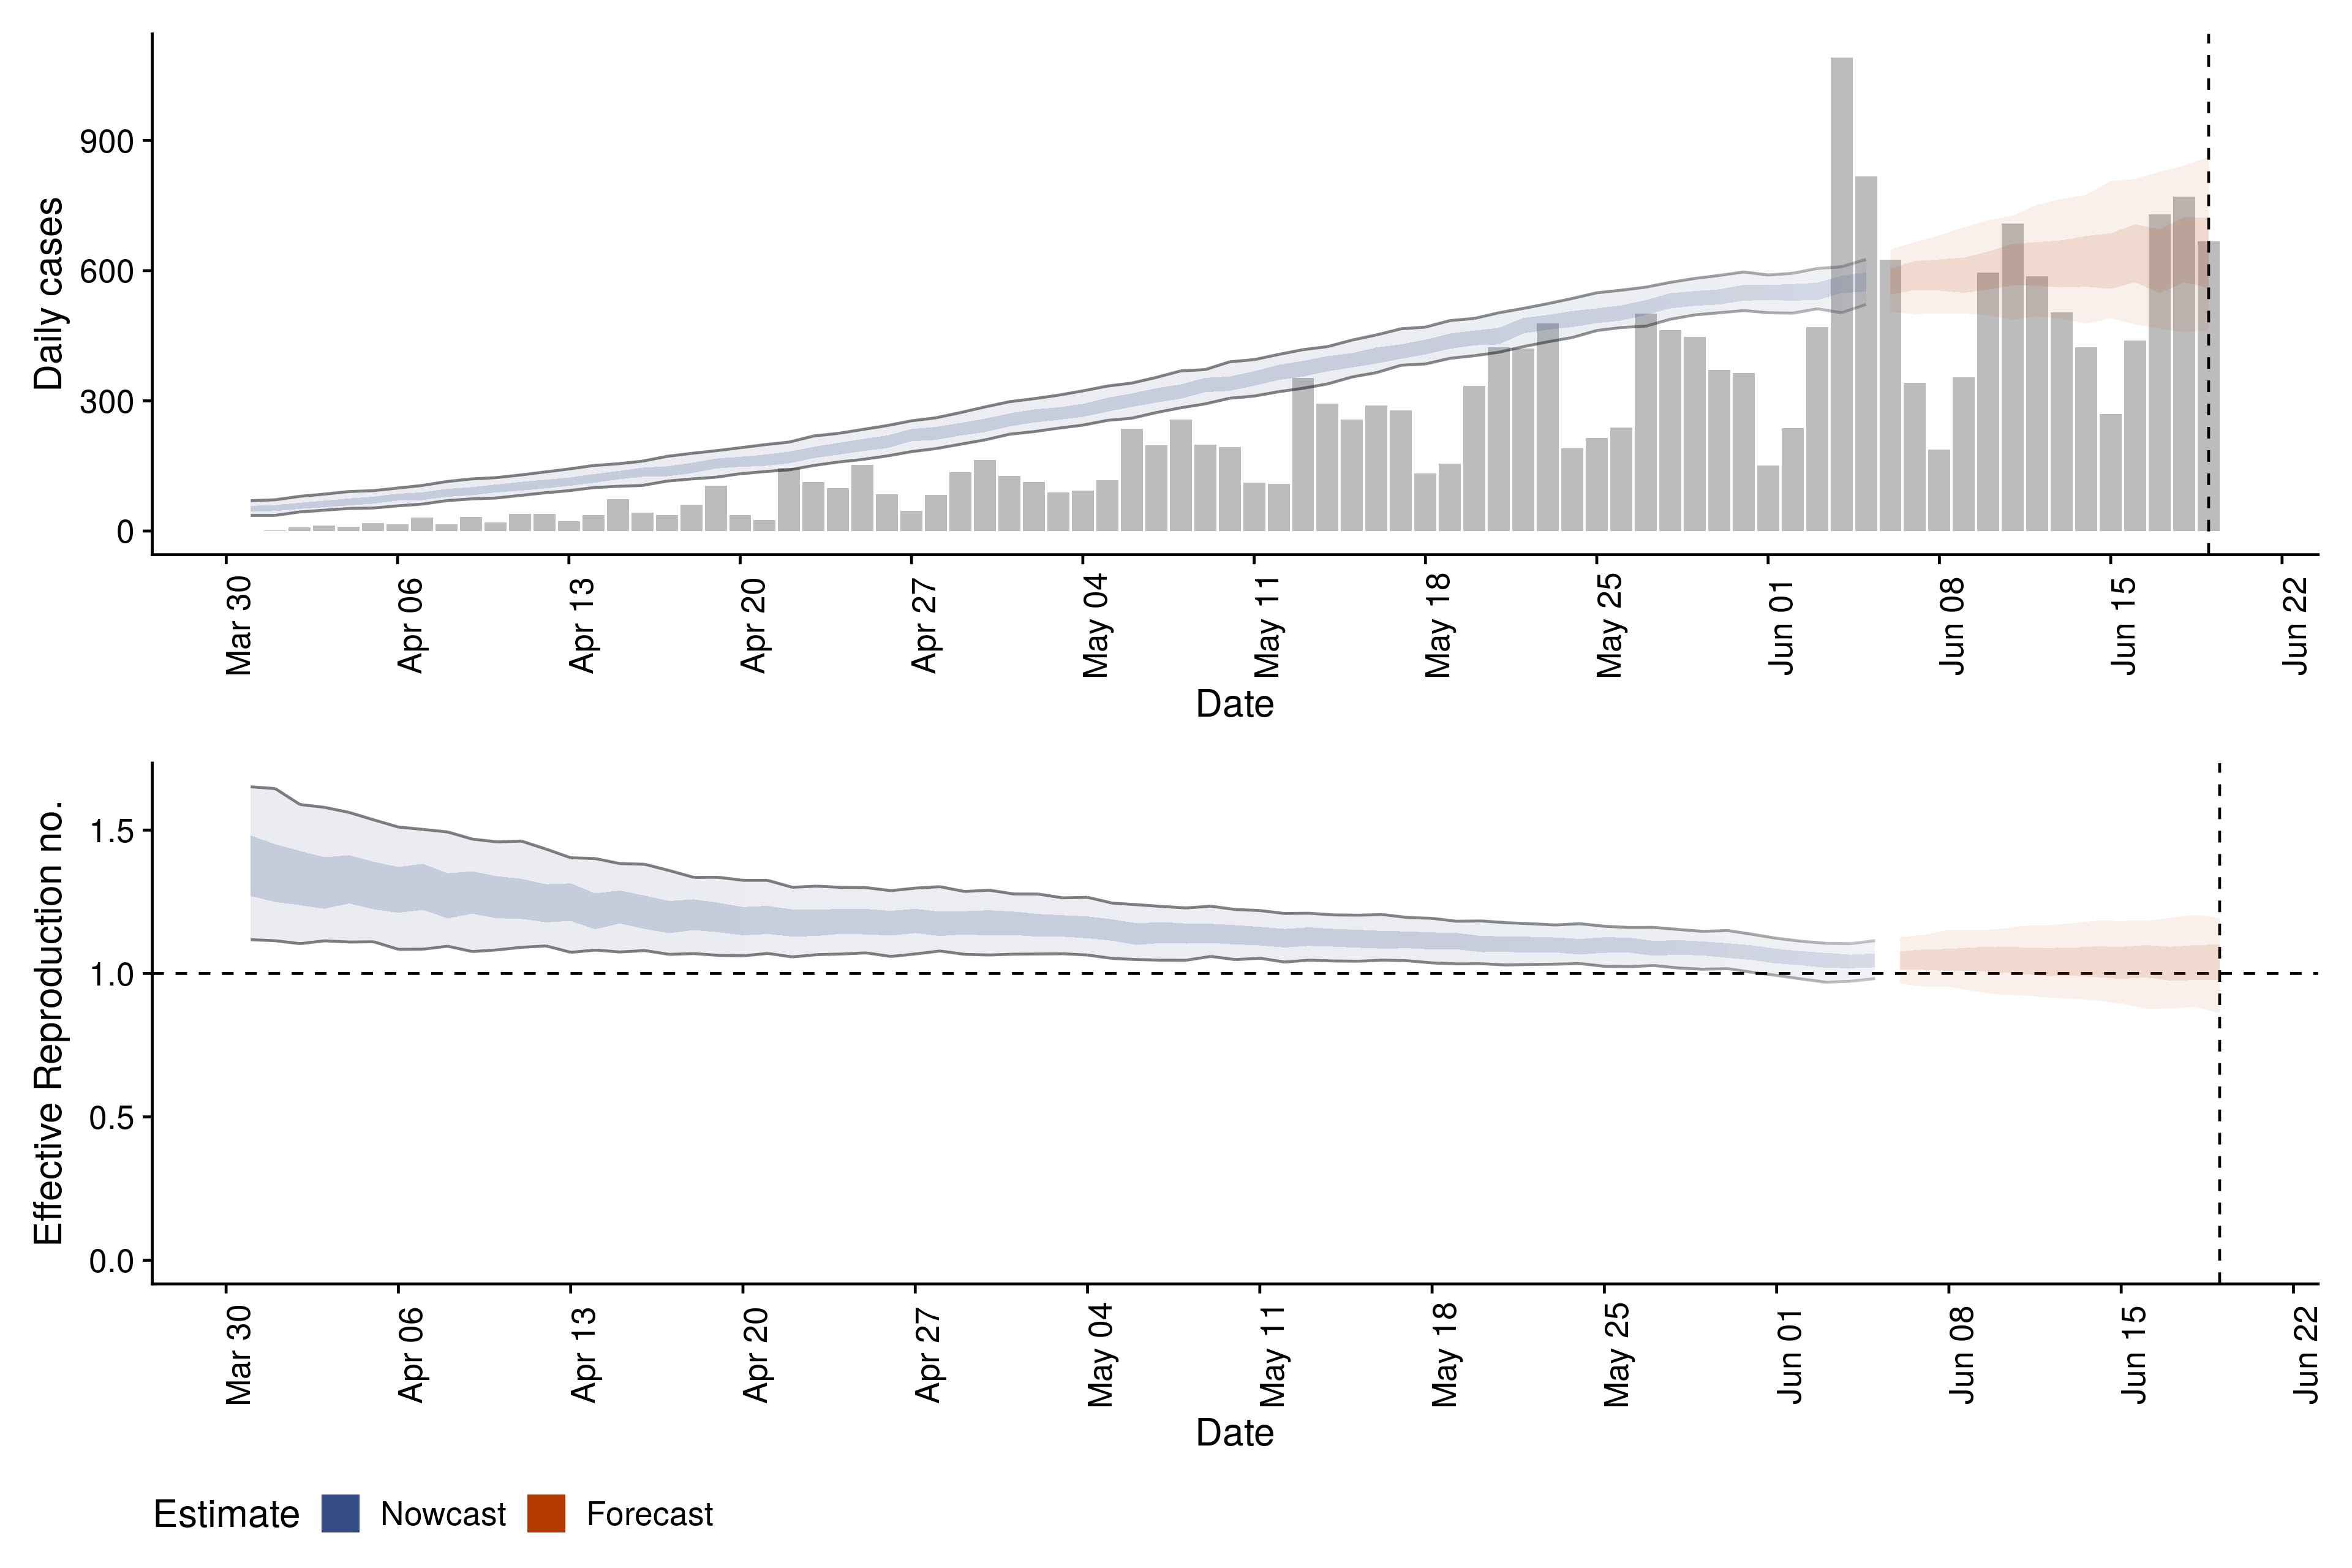 Daily cases
900
600
300
0
Mar 30
Apr 06
Apr 13
Apr 20
Apr 27
May 04
May 11
May 18
May 25
Jun 01
Jun 08
Jun 15
Jun 22
Date
Effective Reproduction no.
1.5
1.0
0.5
0.0
Mar 30
Apr 06
Apr 13
Apr 20
Apr 27
May 04
May 11
May 18
May 25
Jun 01
Jun 08
Jun 15
Jun 22
Date
Estimate Nowcast Forecast